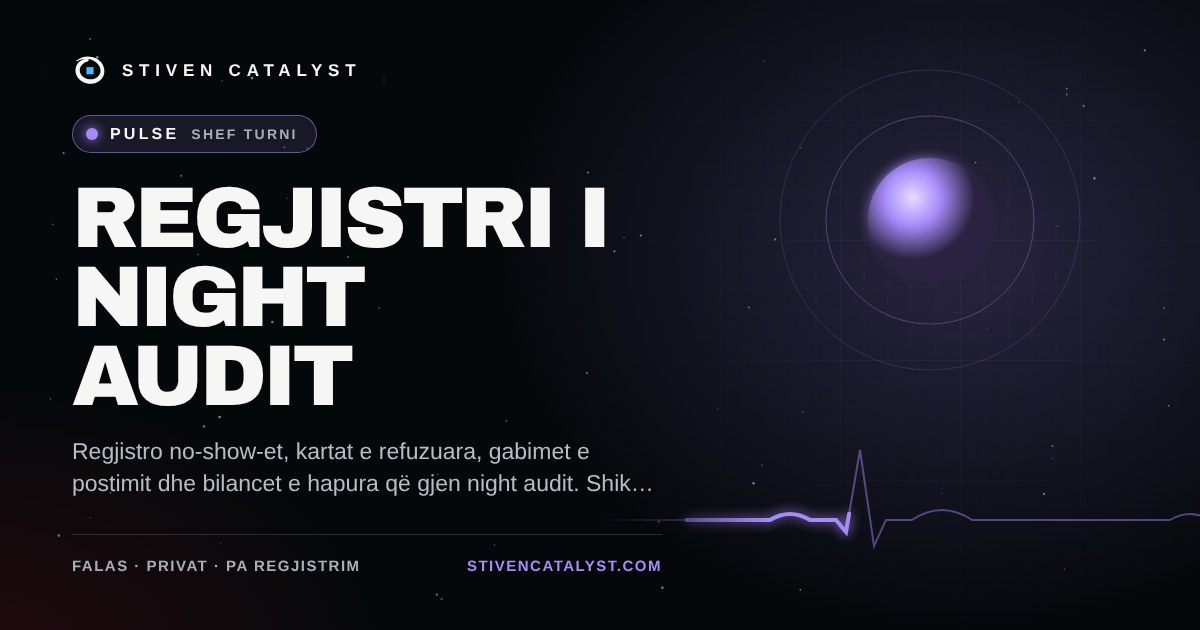 STIVEN CATALYST
PULSE SHEF TURNI
REGJISTRI I
NIGHT
AUDIT
Regjistro no-show-et, kartat e refuzuara, gabimet e
postimit dhe bilancet e hapura që gjen night audit. Shik…
FALAS · PRIVAT · PA REGJISTRIM
STIVENCATALYST.COM